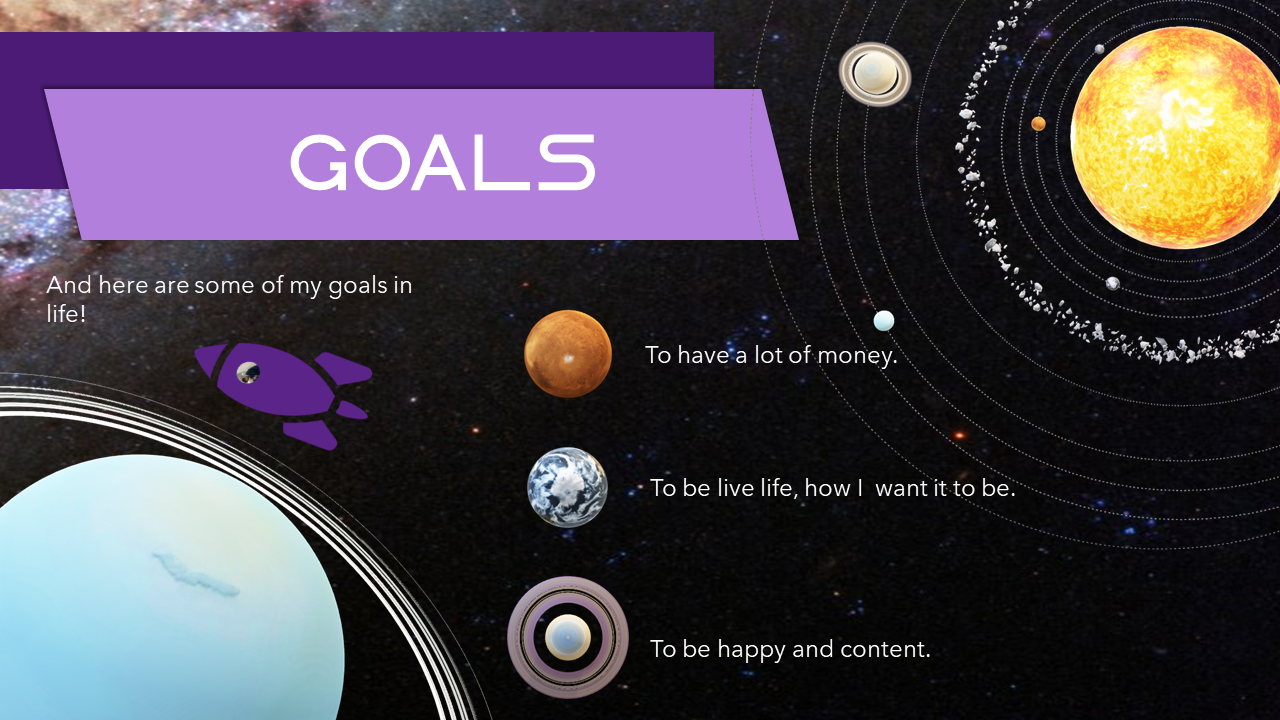 GOALS
And here are some of my goals in
life!
To have a lot of money.
To be live life, how I  want it to be.
To be happy and content.